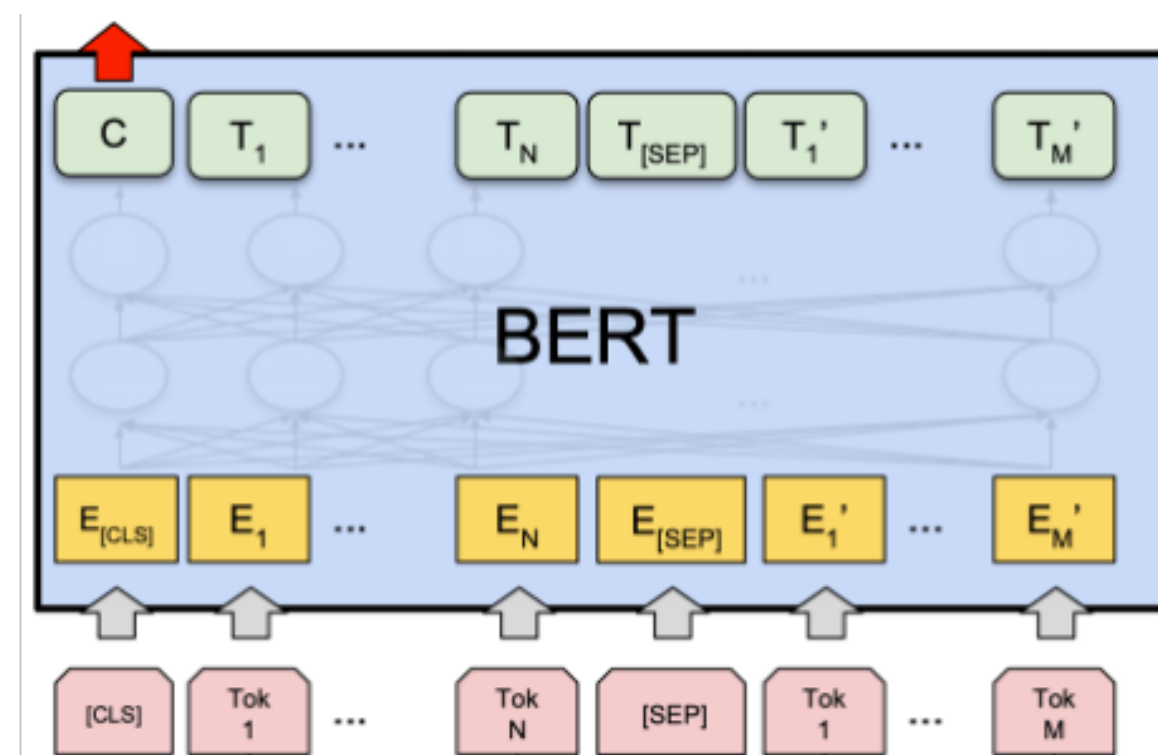 C T1 ... TN T[SEP] T1' ... TM'
...
BERT
...
E[CLS] E1 ... EN E[SEP] E1' ... EM'
[CLS] Tok 1 ... Tok N [SEP] Tok 1 ... Tok M